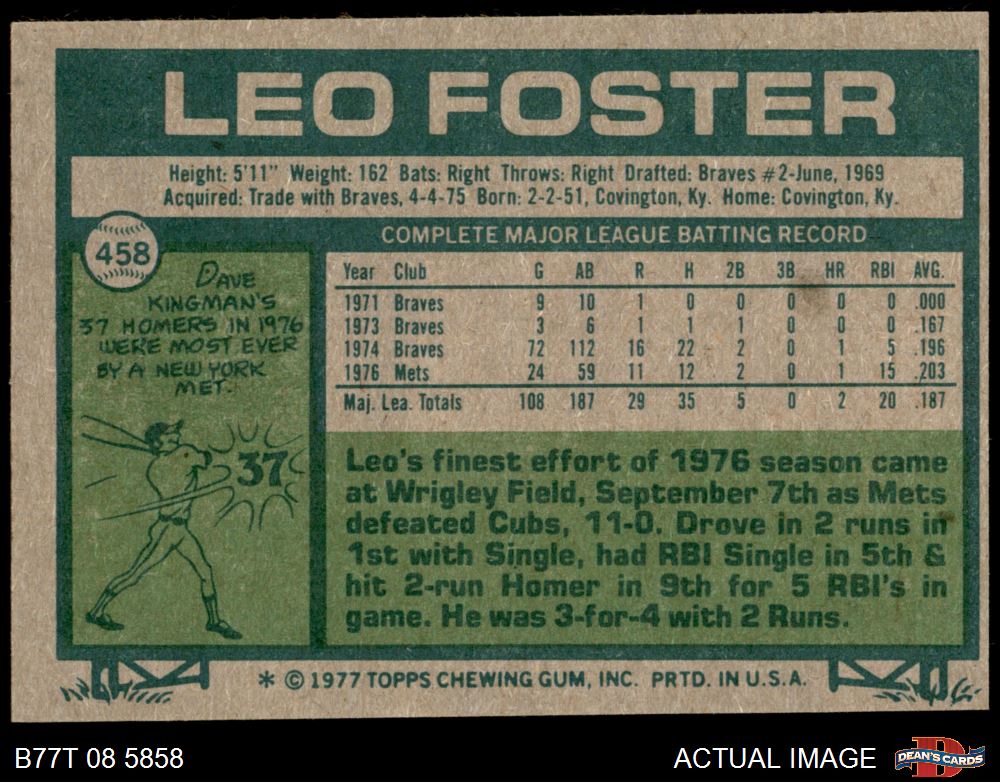 LEO FOSTER
Height: 5'11" Weight: 162 Bats: Right Throws: Right Drafted: Braves #2-June, 1969
Acquired: Trade with Braves, 4-4-75 Born: 2-2-51, Covington, Ky. Home: Covington, Ky.
458
DAVE
KINGMAN'S
37 HOMERS IN 1976
WERE MOST EVER
BY A NEW YORK
MET.
37
COMPLETE MAJOR LEAGUE BATTING RECORD
Year Club G AB R H 2B 3B HR RBI AVG.
1971 Braves 9 10 1 0 0 0 0 0 .000
1973 Braves 3 6 1 1 1 0 0 0 .167
1974 Braves 72 112 16 22 2 0 1 5 .196
1976 Mets 24 59 11 12 2 0 1 15 .203
Maj. Lea. Totals 108 187 29 35 5 0 2 20 .187
Leo's finest effort of 1976 season came
at Wrigley Field, September 7th as Mets
defeated Cubs, 11-0. Drove in 2 runs in
1st with Single, had RBI Single in 5th &
hit 2-run Homer in 9th for 5 RBI's in
game. He was 3-for-4 with 2 Runs.
* © 1977 TOPPS CHEWING GUM, INC. PRTD. IN U.S.A.
B77T 08 5858
ACTUAL IMAGE
D
DEAN'S CARDS